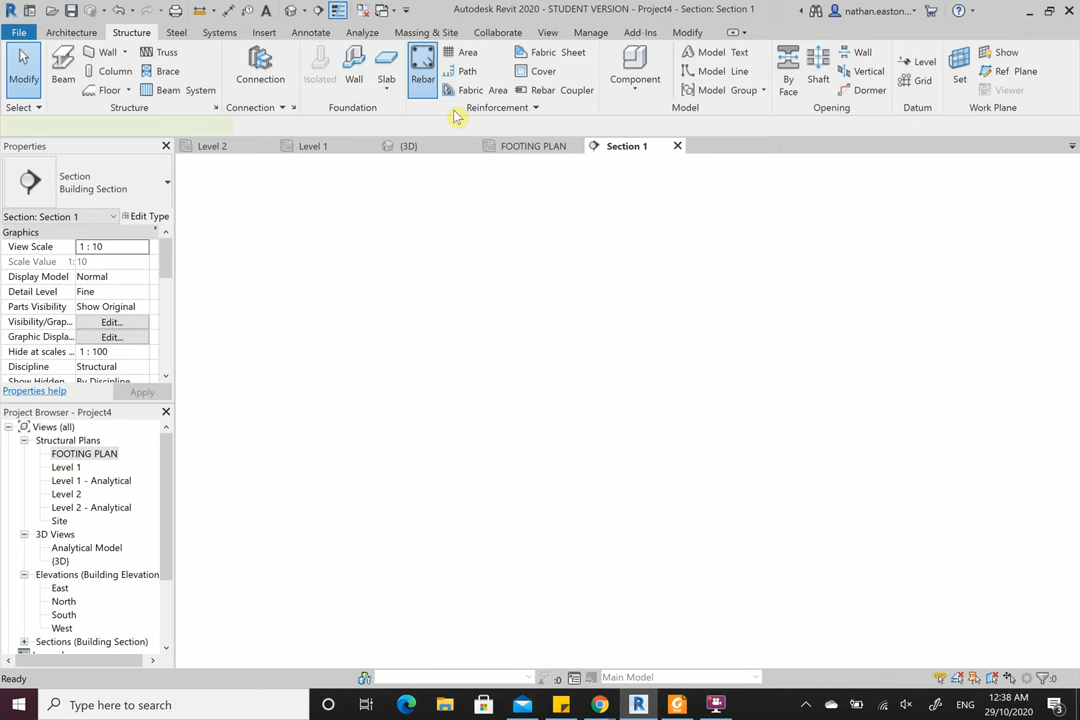 Autodesk Revit 2020 - STUDENT VERSION - Project4 - Section: Section 1
nathan.easton...
File Architecture Structure Steel Systems Insert Annotate Analyze Massing & Site Collaborate View Manage Add-Ins Modify
Wall Truss Area Fabric Sheet Model Text Wall Show
Modify Beam Column Brace Connection Isolated Wall Slab Rebar Path Cover Component Model Line By Face Shaft Vertical Level Set Ref Plane
Floor Beam System Fabric Area Rebar Coupler Model Group Dormer Grid Viewer
Select Structure Connection Foundation Reinforcement Model Opening Datum Work Plane
Properties Level 2 Level 1 {3D} FOOTING PLAN Section 1
Section
Building Section
Section: Section 1 Edit Type
Graphics
View Scale 1 : 10
Scale Value 1: 10
Display Model Normal
Detail Level Fine
Parts Visibility Show Original
Visibility/Grap... Edit...
Graphic Displa... Edit...
Hide at scales ... 1 : 100
Discipline Structural
Show Hidden By Discipline
Properties help Apply
Project Browser - Project4
Views (all)
Structural Plans
FOOTING PLAN
Level 1
Level 1 - Analytical
Level 2
Level 2 - Analytical
Site
3D Views
Analytical Model
{3D}
Elevations (Building Elevation
East
North
South
West
Sections (Building Section)
Ready :0 Main Model :0
Type here to search ENG 12:38 AM
29/10/2020 3